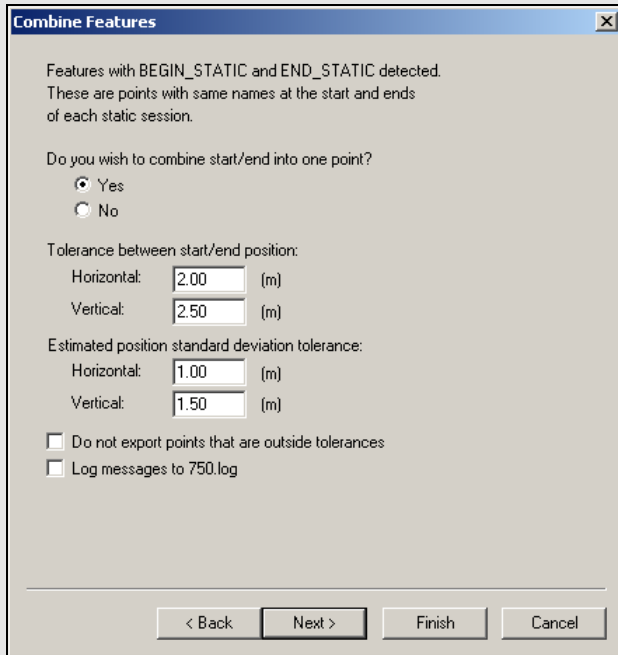 Combine Features
Features with BEGIN_STATIC and END_STATIC detected.
These are points with same names at the start and ends
of each static session.
Do you wish to combine start/end into one point?
Yes
No
Tolerance between start/end position:
Horizontal: 2.00 (m)
Vertical: 2.50 (m)
Estimated position standard deviation tolerance:
Horizontal: 1.00 (m)
Vertical: 1.50 (m)
Do not export points that are outside tolerances
Log messages to 750.log
< Back Next > Finish Cancel